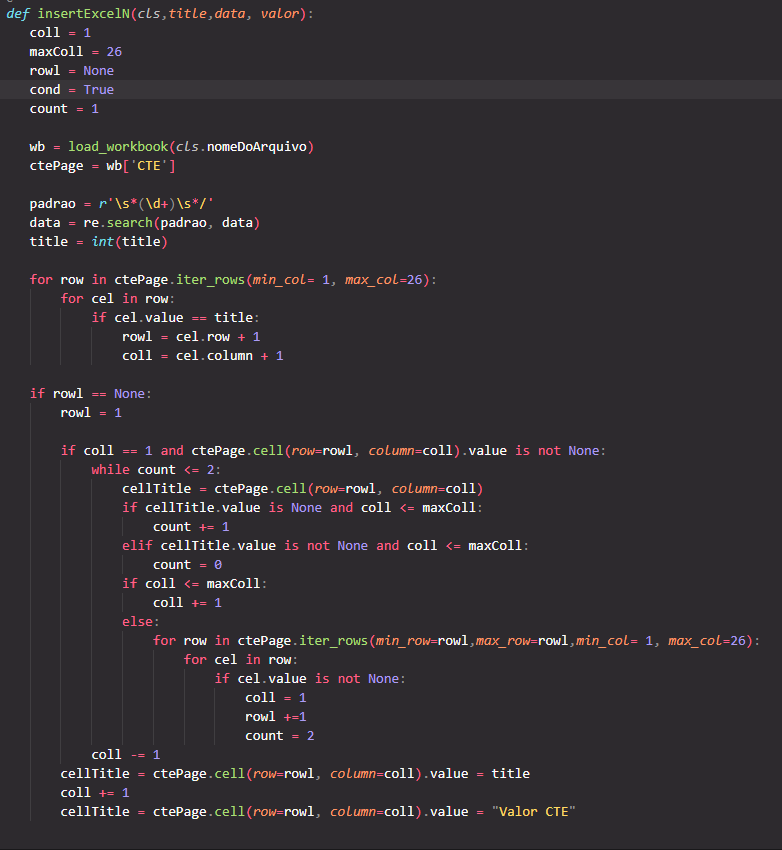 def insertExcelN(cls,title,data, valor):
    coll = 1
    maxColl = 26
    rowl = None
    cond = True
    count = 1

    wb = load_workbook(cls.nomeDoArquivo)
    ctePage = wb['CTE']

    padrao = r'\s*(\d+)\s*/'
    data = re.search(padrao, data)
    title = int(title)

    for row in ctePage.iter_rows(min_col= 1, max_col=26):
        for cel in row:
            if cel.value == title:
                rowl = cel.row + 1
                coll = cel.column + 1

    if rowl == None:
        rowl = 1

        if coll == 1 and ctePage.cell(row=rowl, column=coll).value is not None:
            while count <= 2:
                cellTitle = ctePage.cell(row=rowl, column=coll)
                if cellTitle.value is None and coll <= maxColl:
                    count += 1
                elif cellTitle.value is not None and coll <= maxColl:
                    count = 0
                if coll <= maxColl:
                    coll += 1
                else:
                    for row in ctePage.iter_rows(min_row=rowl,max_row=rowl,min_col= 1, max_col=26):
                        for cel in row:
                            if cel.value is not None:
                                coll = 1
                                rowl +=1
                                count = 2
            coll -= 1
        cellTitle = ctePage.cell(row=rowl, column=coll).value = title
        coll += 1
        cellTitle = ctePage.cell(row=rowl, column=coll).value = "Valor CTE"